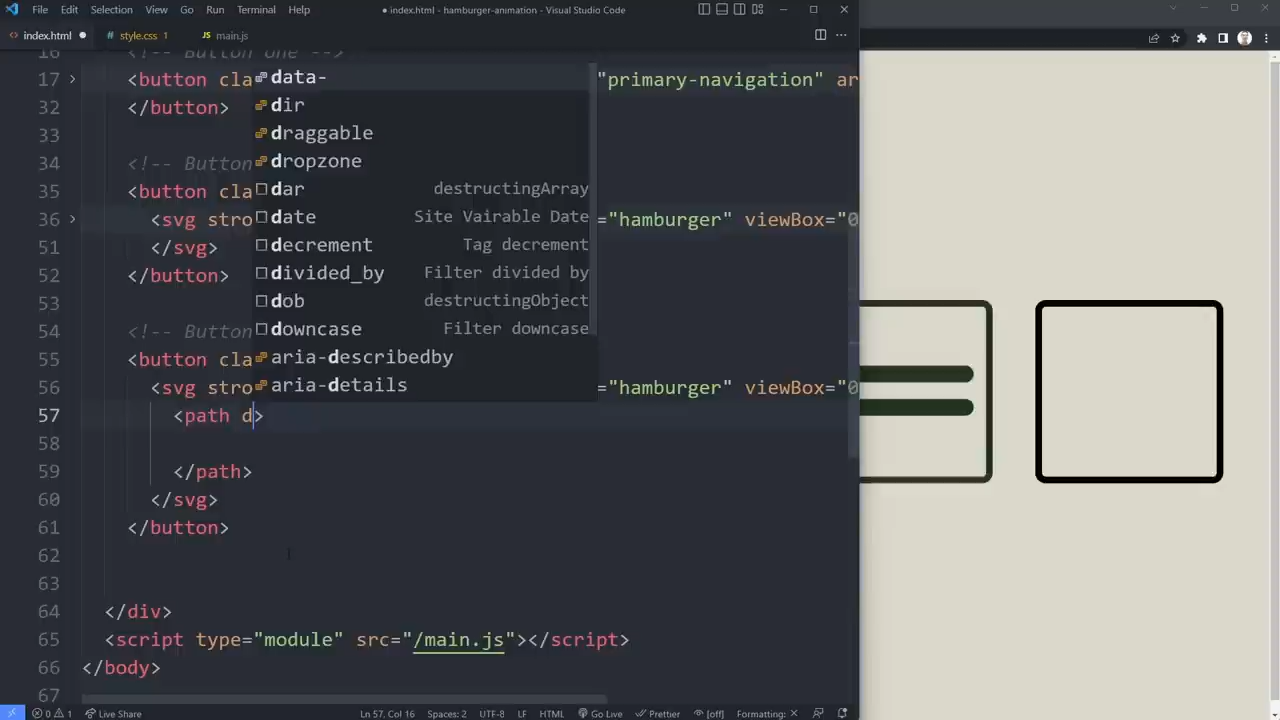 File Edit Selection View Go Run Terminal Help ● index.html - hamburger-animation - Visual Studio Code
<> index.html ● # style.css 1 JS main.js
16 <!-- Button one -->
17 > <button cla "primary-navigation" ar
32 </button>
33
34 <!-- Button
35 <button cla
36 > <svg stro ="hamburger" viewBox="0
51 </svg>
52 </button>
53
54 <!-- Button
55 <button cla
56 <svg stro ="hamburger" viewBox="0
57 <path d>
58
59 </path>
60 </svg>
61 </button>
62
63
64 </div>
65 <script type="module" src="/main.js"></script>
66 </body>
67
data-
dir
draggable
dropzone
dar destructingArray
date Site Vairable Date
decrement Tag decrement
divided_by Filter divided by
dob destructingObject
downcase Filter downcase
aria-describedby
aria-details
0 1 Live Share Ln 57, Col 16 Spaces: 2 UTF-8 LF HTML Go Live Prettier [off] Formatting: ×